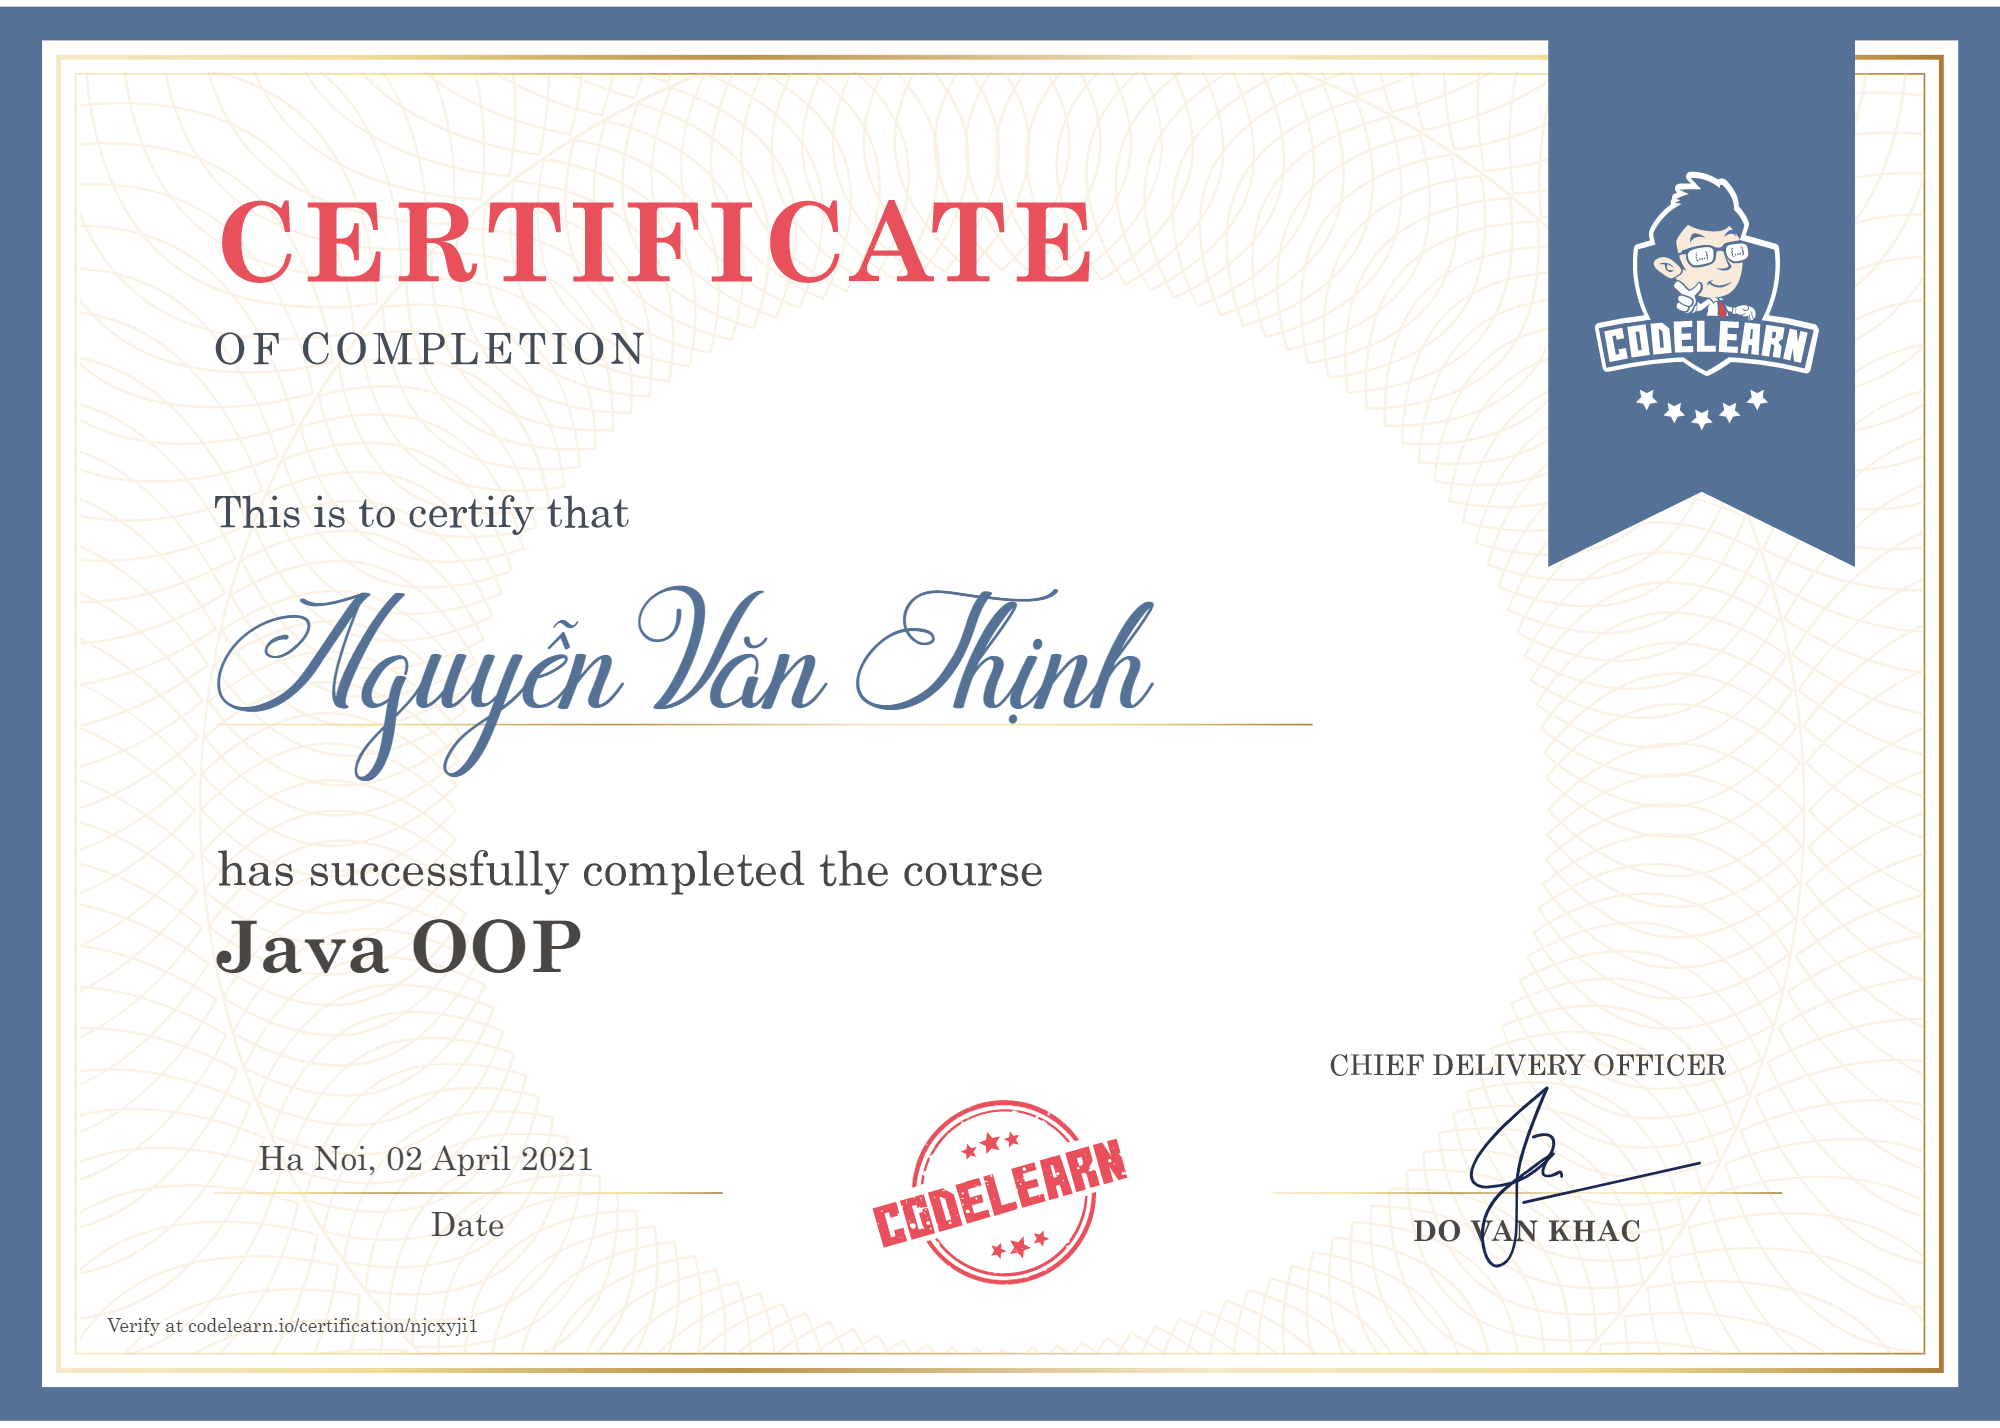 CERTIFICATE
OF COMPLETION
CODELEARN
This is to certify that
Nguyễn Văn Thịnh
has successfully completed the course
Java OOP
CHIEF DELIVERY OFFICER
Ha Noi, 02 April 2021
CODELEARN
Date
DO VAN KHAC
Verify at codelearn.io/certification/njcxyji1